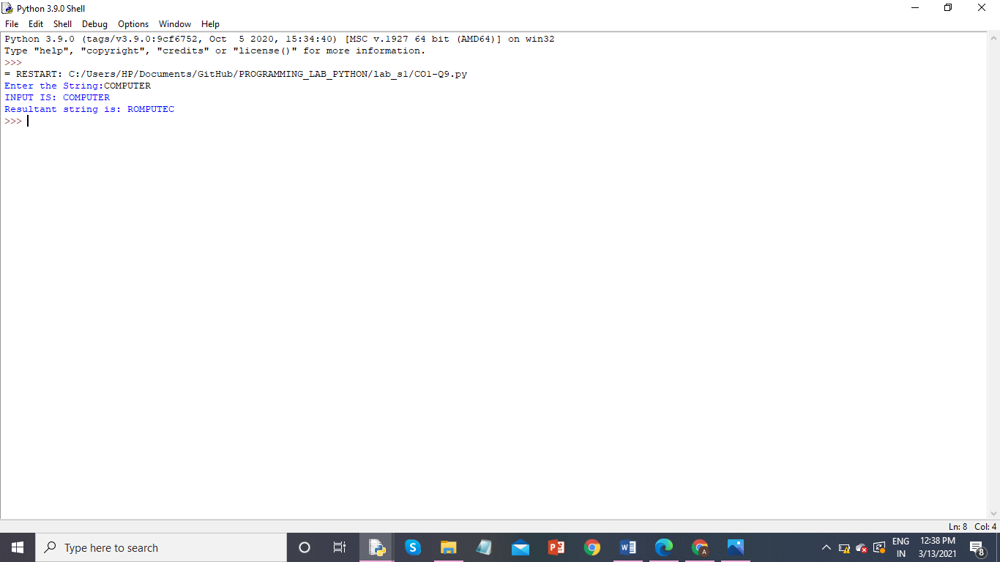 Python 3.9.0 Shell
File Edit Shell Debug Options Window Help
Python 3.9.0 (tags/v3.9.0:9cf6752, Oct  5 2020, 15:34:40) [MSC v.1927 64 bit (AMD64)] on win32
Type "help", "copyright", "credits" or "license()" for more information.
>>>
= RESTART: C:/Users/HP/Documents/GitHub/PROGRAMMING_LAB_PYTHON/lab_s1/CO1-Q9.py
Enter the String:COMPUTER
INPUT IS: COMPUTER
Resultant string is: ROMPUTEC
>>>
Ln: 8 Col: 4
Type here to search
ENG 12:38 PM
IN 3/13/2021
8